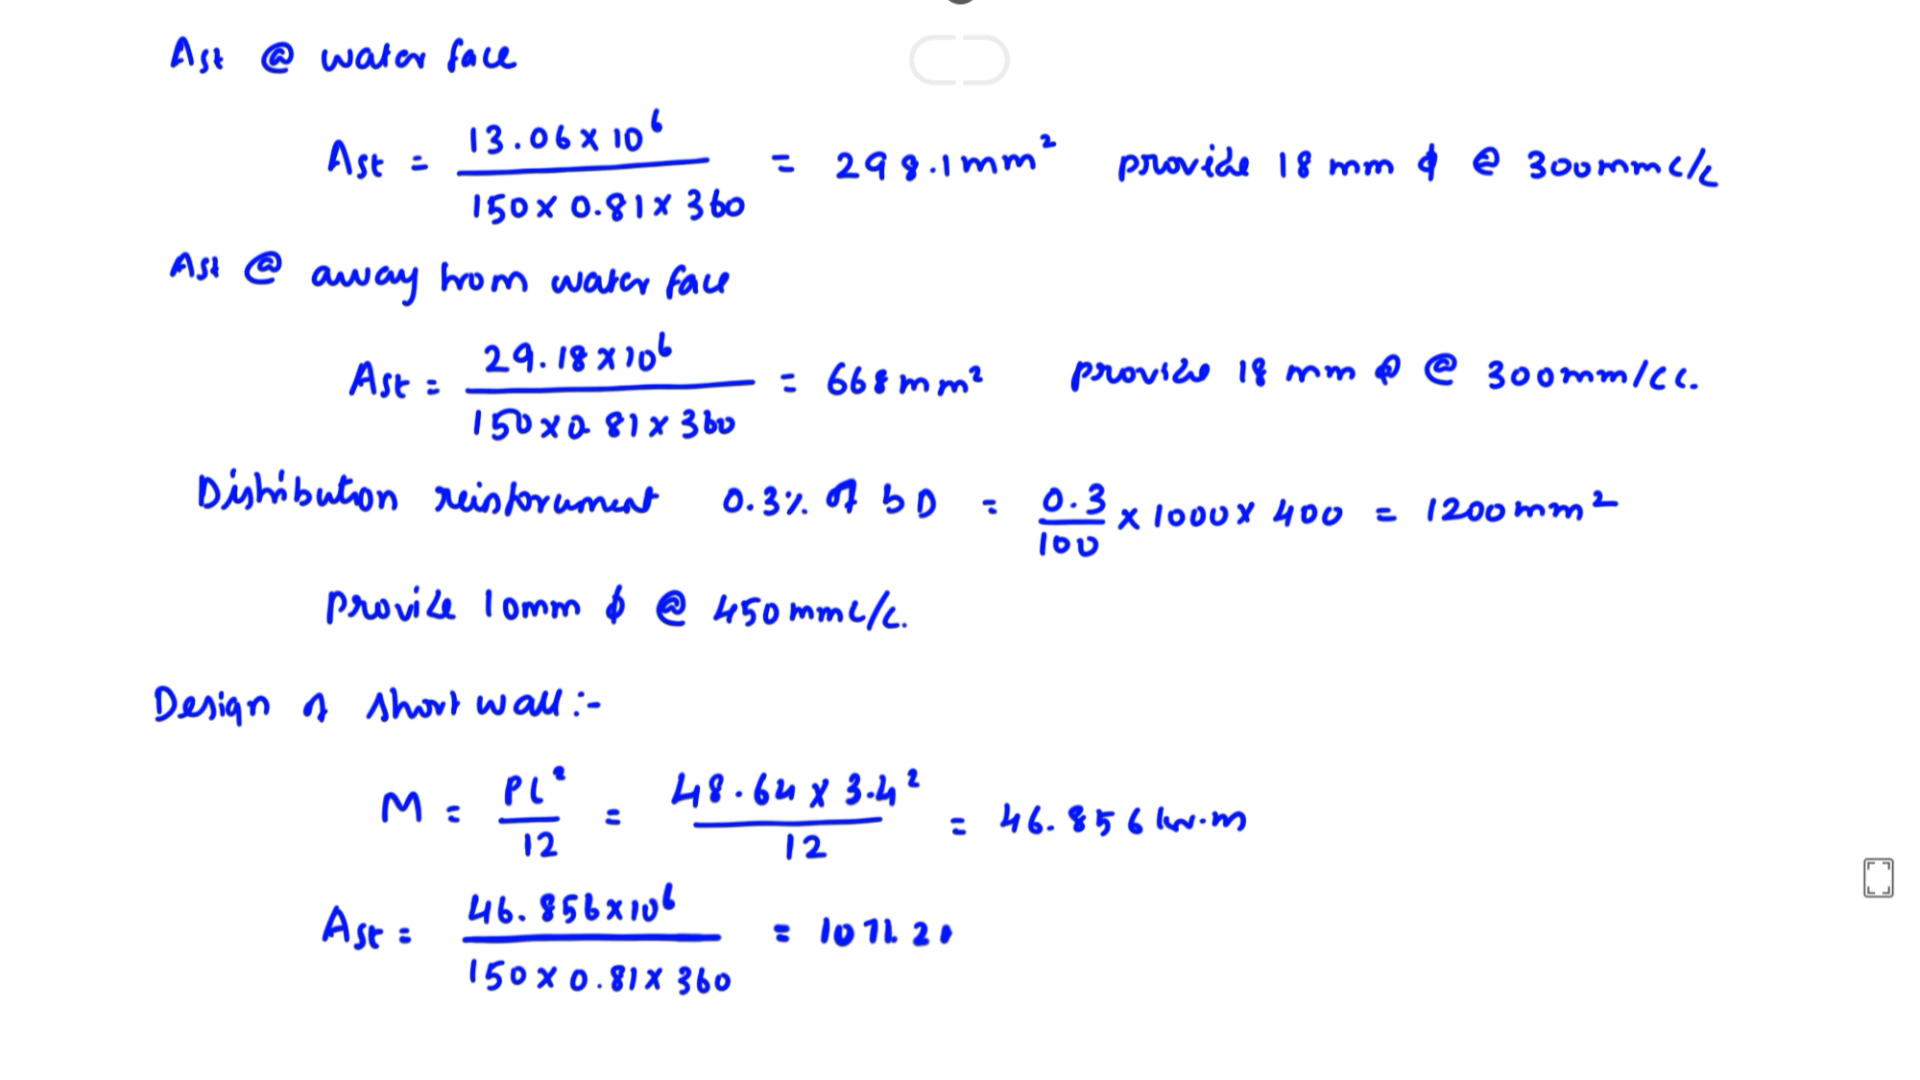 Ast @ water face
Ast = 13.06 x 10^6 / 150 x 0.81 x 360 = 298.1 mm² provide 18 mm ϕ @ 300mm c/c
Ast @ away from water face
Ast = 29.18 x 10^6 / 150 x 0.81 x 360 = 668 mm² provide 18 mm ϕ @ 300mm/cc.
Distribution reinforcement 0.3% of bD = 0.3/100 x 1000 x 400 = 1200 mm²
provide 10mm ϕ @ 450 mm c/c.
Design of short wall :-
M = PL²/12 = 48.64 x 3.4²/12 = 46.856 kN.m
Ast = 46.856 x 10^6 / 150 x 0.81 x 360 = 1071.20